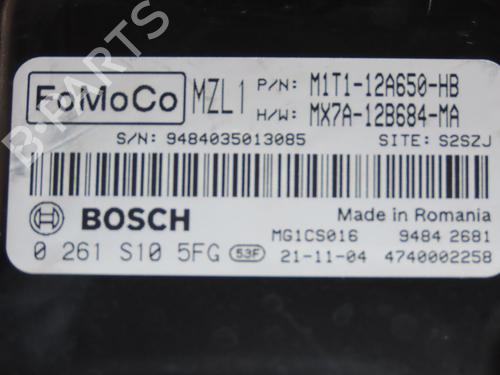 FoMoCo MZL1 P/N: M1T1-12A650-HB
H/W: MX7A-12B684-MA
S/N: 9484035013085 SITE: S2SZJ
BOSCH Made in Romania
MG1CS016 9484 2681
0 261 S10 5FG 53F 21-11-04 4740002258
B-PARTS